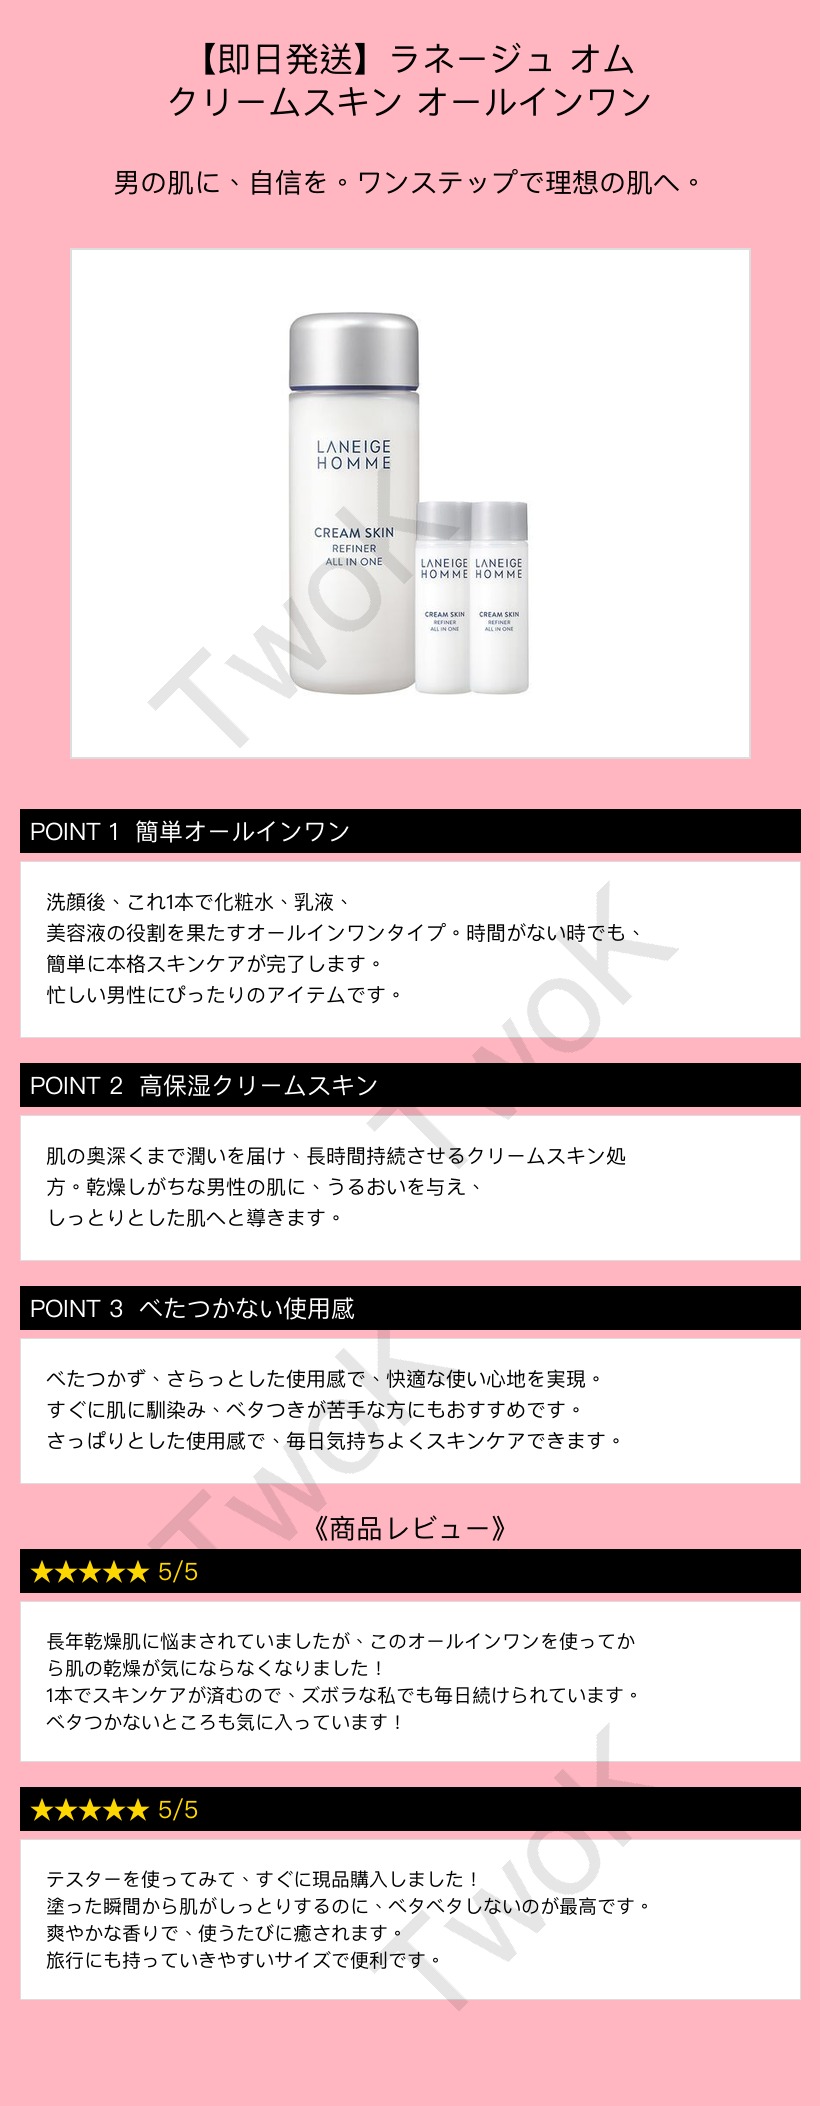 【即日発送】ラネージュ オム
クリームスキン オールインワン
男の肌に、自信を。ワンステップで理想の肌へ。
LANEIGE
HOMME
CREAM SKIN
REFINER
ALL IN ONE
LANEIGE
HOMME
CREAM SKIN
REFINER
ALL IN ONE
LANEIGE
HOMME
CREAM SKIN
REFINER
ALL IN ONE
TwoK
POINT 1 簡単オールインワン
洗顔後、これ1本で化粧水、乳液、
美容液の役割を果たすオールインワンタイプ。時間がない時でも、
簡単に本格スキンケアが完了します。
忙しい男性にぴったりのアイテムです。
TwoK
POINT 2 高保湿クリームスキン
肌の奥深くまで潤いを届け、長時間持続させるクリームスキン処
方。乾燥しがちな男性の肌に、うるおいを与え、
しっとりとした肌へと導きます。
POINT 3 べたつかない使用感
べたつかず、さらっとした使用感で、快適な使い心地を実現。
すぐに肌に馴染み、ベタつきが苦手な方にもおすすめです。
さっぱりとした使用感で、毎日気持ちよくスキンケアできます。
TwoK
《商品レビュー》
★★★★★ 5/5
長年乾燥肌に悩まされていましたが、このオールインワンを使ってか
ら肌の乾燥が気にならなくなりました！
1本でスキンケアが済むので、ズボラな私でも毎日続けられています。
ベタつかないところも気に入っています！
★★★★★ 5/5
テスターを使ってみて、すぐに現品購入しました！
塗った瞬間から肌がしっとりするのに、ベタベタしないのが最高です。
爽やかな香りで、使うたびに癒されます。
旅行にも持っていきやすいサイズで便利です。
TwoK